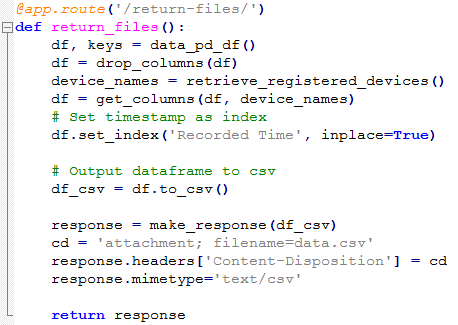 @app.route('/return-files/')
def return_files():
    df, keys = data_pd_df()
    df = drop_columns(df)
    device_names = retrieve_registered_devices()
    df = get_columns(df, device_names)
    # Set timestamp as index
    df.set_index('Recorded Time', inplace=True)

    # Output dataframe to csv
    df_csv = df.to_csv()

    response = make_response(df_csv)
    cd = 'attachment; filename=data.csv'
    response.headers['Content-Disposition'] = cd
    response.mimetype='text/csv'

    return response